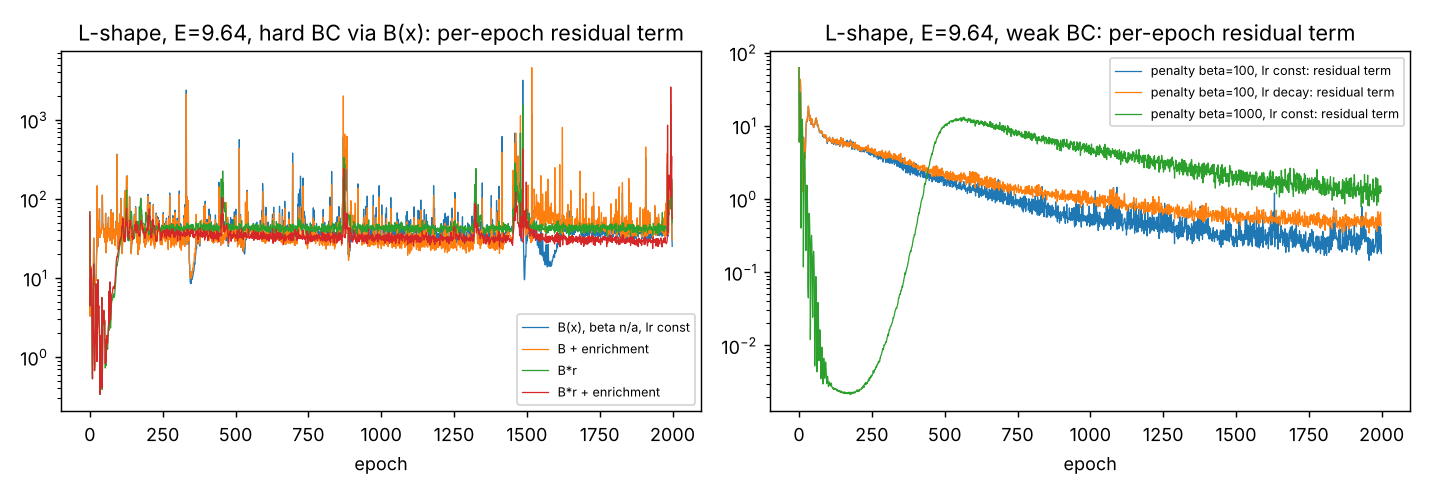 L-shape, E=9.64, hard BC via B(x): per-epoch residual term
10³
10²
10¹
10⁰
B(x), beta n/a, lr const
B + enrichment
B*r
B*r + enrichment
0 250 500 750 1000 1250 1500 1750 2000
epoch
L-shape, E=9.64, weak BC: per-epoch residual term
10²
10¹
10⁰
10⁻¹
10⁻²
penalty beta=100, lr const: residual term
penalty beta=100, lr decay: residual term
penalty beta=1000, lr const: residual term
0 250 500 750 1000 1250 1500 1750 2000
epoch